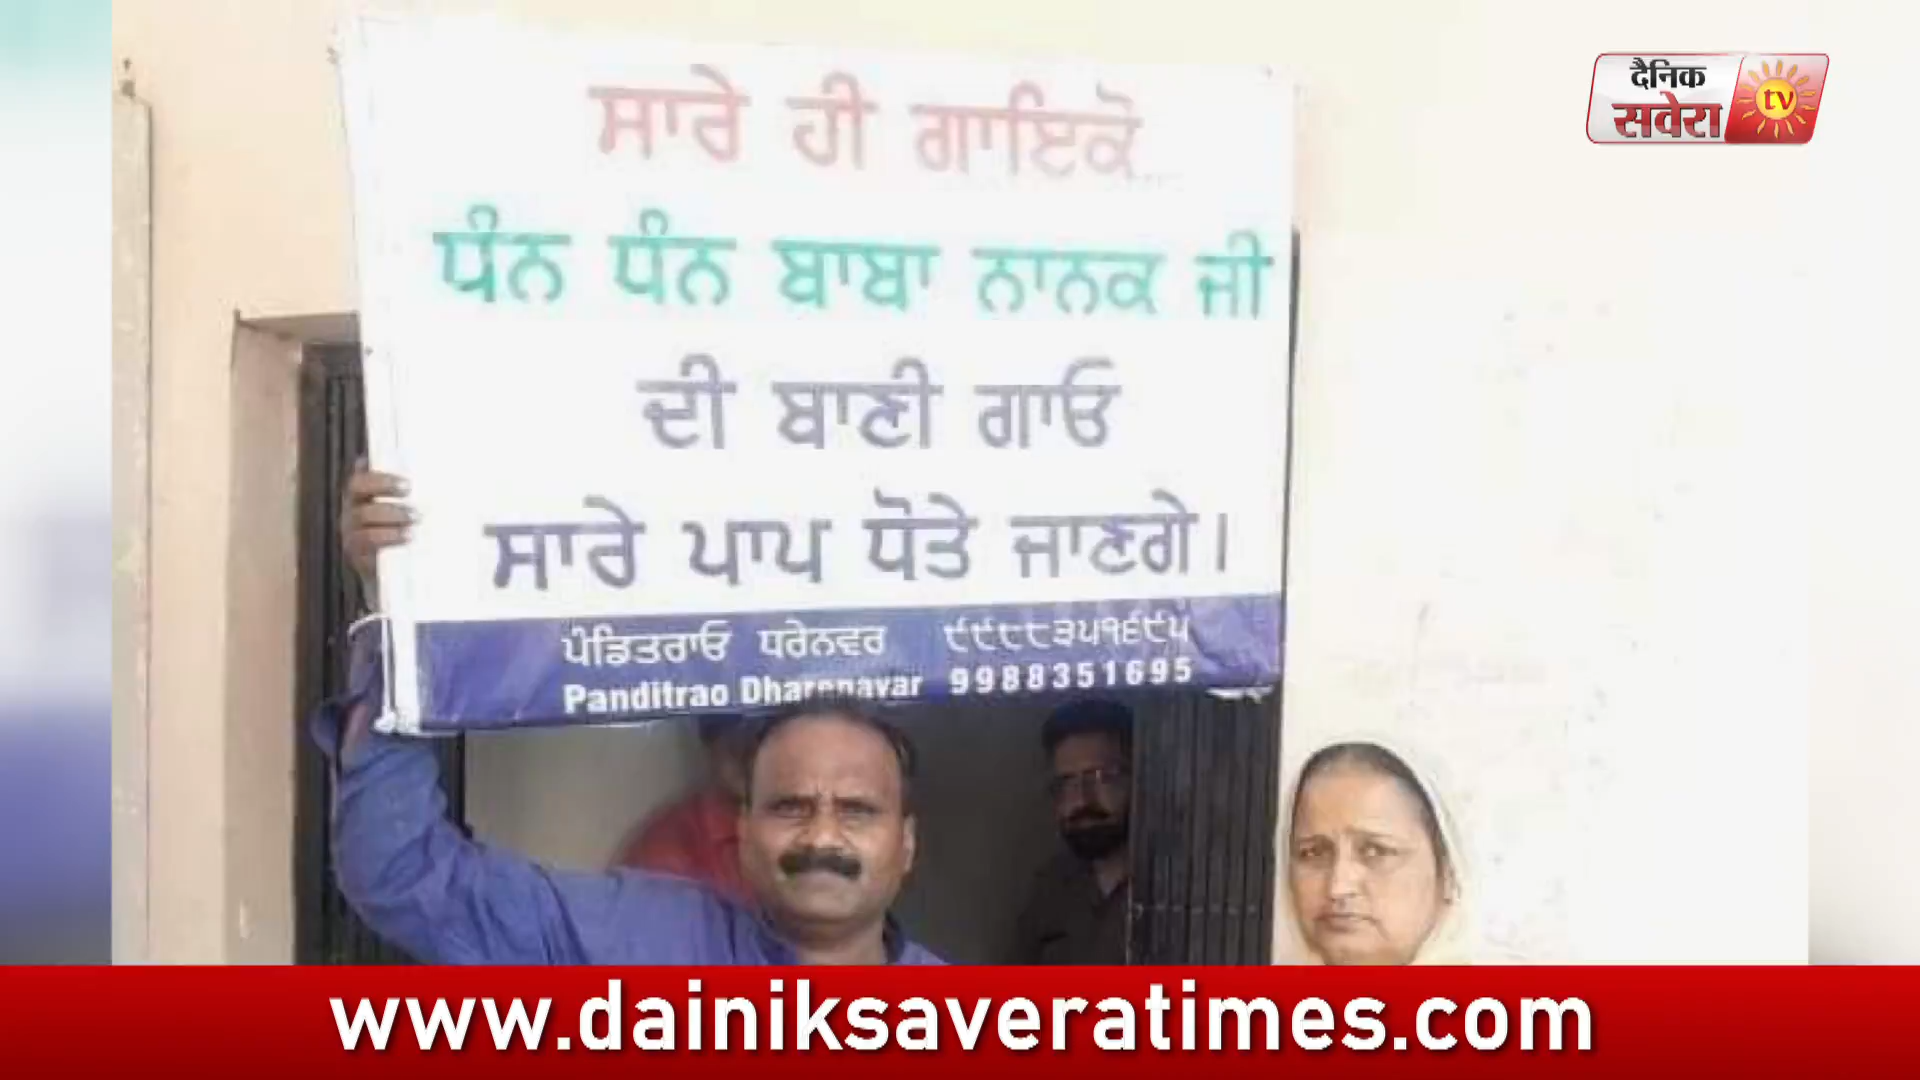 दैनिक
सवेरा
tv
ਸਾਰੇ ਹੀ ਗਾਇਕੋ...
ਧੰਨ ਧੰਨ ਬਾਬਾ ਨਾਨਕ ਜੀ
ਦੀ ਬਾਣੀ ਗਾਓ
ਸਾਰੇ ਪਾਪ ਧੋਤੇ ਜਾਣਗੇ।
ਪੰਡਿਤਰਾਓ ਧਰੇਨਵਰ ੯੯੮੮੩੫੧੬੯੫
Panditrao Dharenavar 9988351695
www.dainiksaveratimes.com